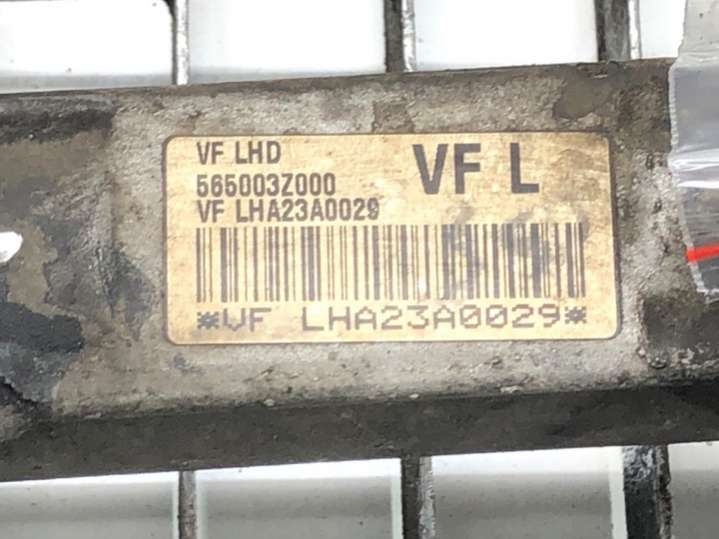 VF LHD
VF L
565003Z000
VF LHA23A0029
*VF LHA23A0029*